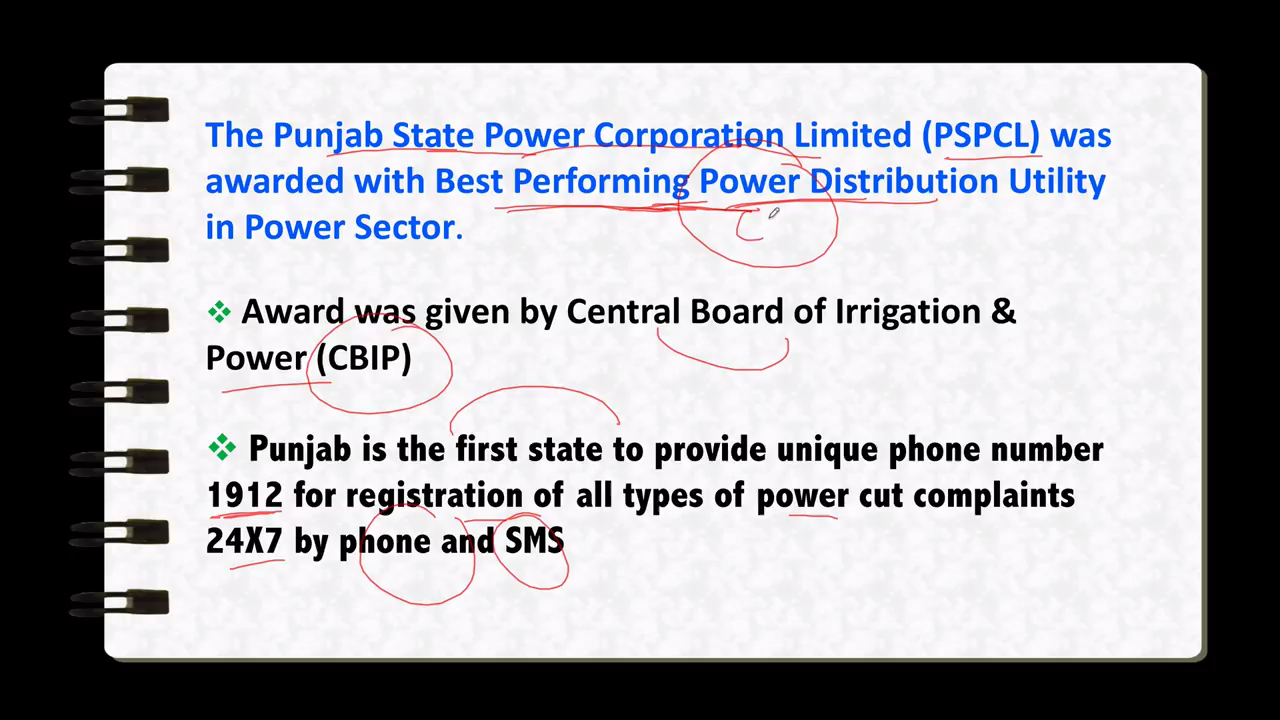 The Punjab State Power Corporation Limited (PSPCL) was
awarded with Best Performing Power Distribution Utility
in Power Sector.
Award was given by Central Board of Irrigation &
Power (CBIP)
Punjab is the first state to provide unique phone number
1912 for registration of all types of power cut complaints
24X7 by phone and SMS